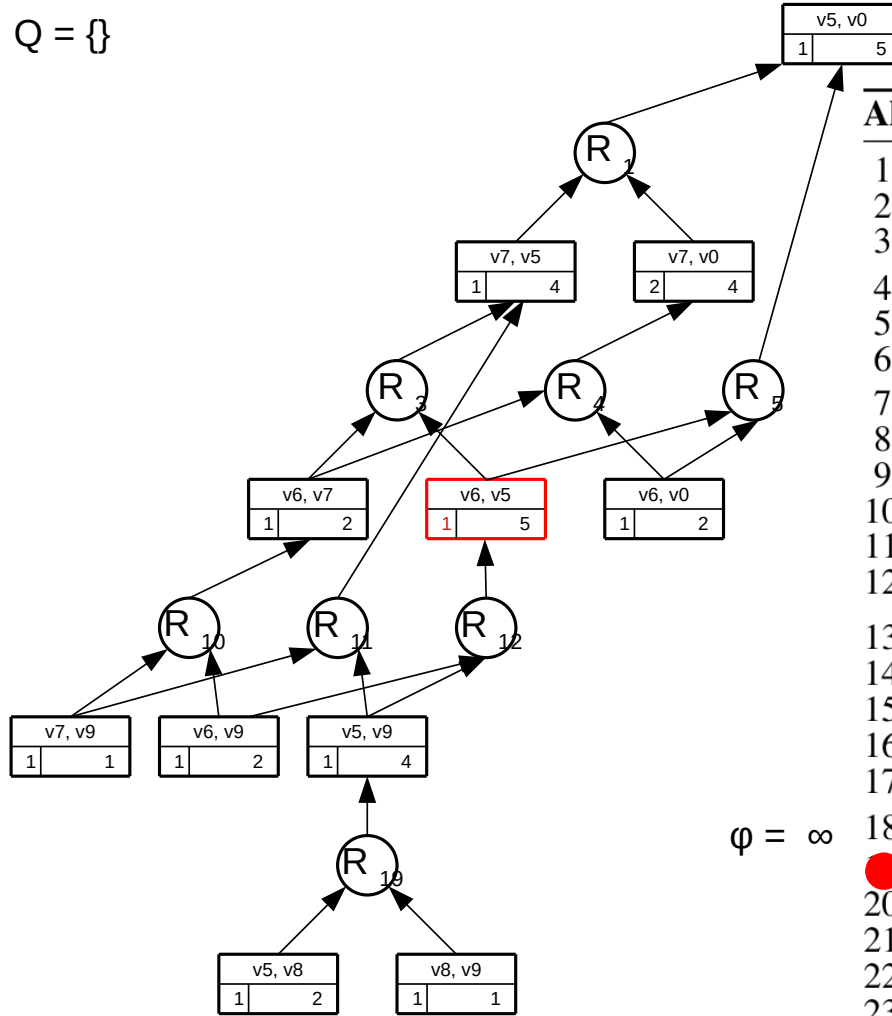 Q = {}
v5, v0
1 5
Al
1
2
3
4
5
6
7
8
9
10
11
12
13
14
15
16
17
18
20
21
22
23
R 1
v7, v5
1 4
v7, v0
2 4
R 3
R 4
R 5
v6, v7
1 2
v6, v5
1 5
v6, v0
1 2
R 10
R 11
R 12
v7, v9
1 1
v6, v9
1 2
v5, v9
1 4
φ = ∞
R 19
v5, v8
1 2
v8, v9
1 1